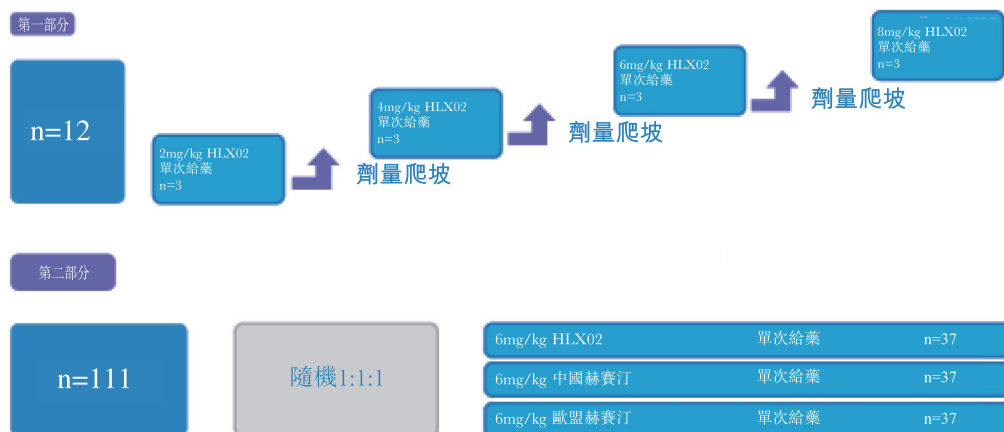 第一部分
n=12
2mg/kg HLX02
單次給藥
n=3
劑量爬坡
4mg/kg HLX02
單次給藥
n=3
劑量爬坡
6mg/kg HLX02
單次給藥
n=3
劑量爬坡
8mg/kg HLX02
單次給藥
n=3
第二部分
n=111
隨機1:1:1
6mg/kg HLX02 單次給藥 n=37
6mg/kg 中國赫賽汀 單次給藥 n=37
6mg/kg 歐盟赫賽汀 單次給藥 n=37